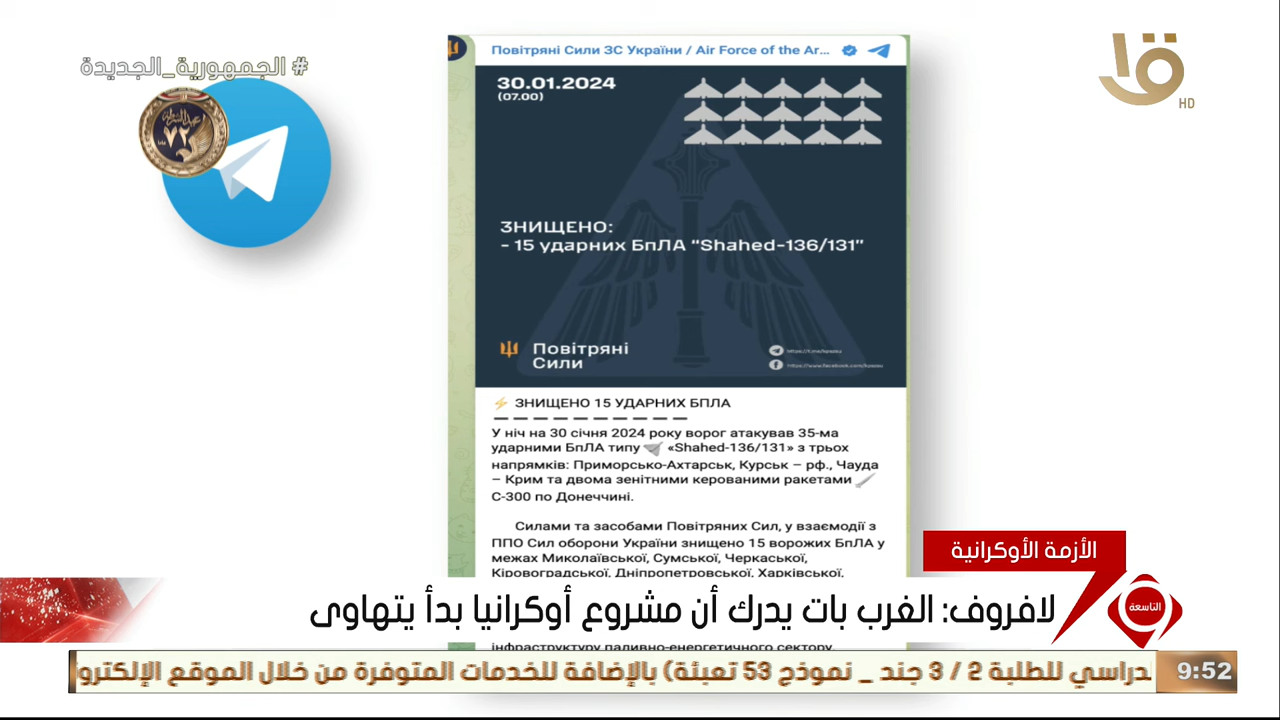 # الجمهورية_الجديدة
عيد الشرطة
٧٢
HD
Повітряні Сили ЗС України / Air Force of the Ar...
30.01.2024
(07.00)
ЗНИЩЕНО:
- 15 ударних БпЛА “Shahed-136/131”
Повітряні
Сили
⚡ ЗНИЩЕНО 15 УДАРНИХ БПЛА
— — — — — — — — — —
У ніч на 30 січня 2024 року ворог атакував 35-ма
ударними БпЛА типу «Shahed-136/131» з трьох
напрямків: Приморсько-Ахтарськ, Курськ – рф., Чауда
– Крим та двома зенітними керованими ракетами
С-300 по Донеччині.
Силами та засобами Повітряних Сил, у взаємодії з
ППО Сил оборони України знищено 15 ворожих БпЛА у
межах Миколаївської, Сумської, Черкаської,
Кіровоградської, Дніпропетровської, Харківської,
інфраструктуру паливно-енергетичного сектору.
الأزمة الأوكرانية
التاسعة
لافروف: الغرب بات يدرك أن مشروع أوكرانيا بدأ يتهاوى
9:52
دراسي للطلبة 2 / 3 جند _ نموذج 53 تعبئة) بالإضافة للخدمات المتوفرة من خلال الموقع الإلكترو